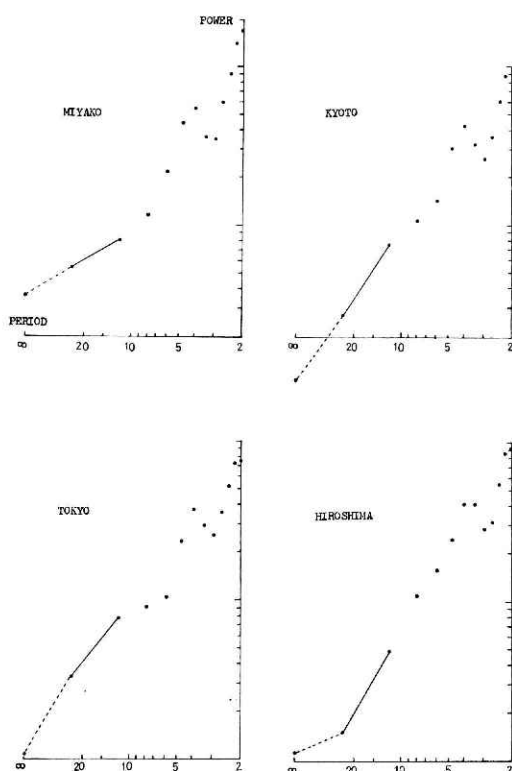 POWER
MIYAKO
PERIOD
∞ 20 10 5 2
KYOTO
∞ 20 10 5 2
TOKYO
∞ 20 10 5 2
HIROSHIMA
∞ 20 10 5 2